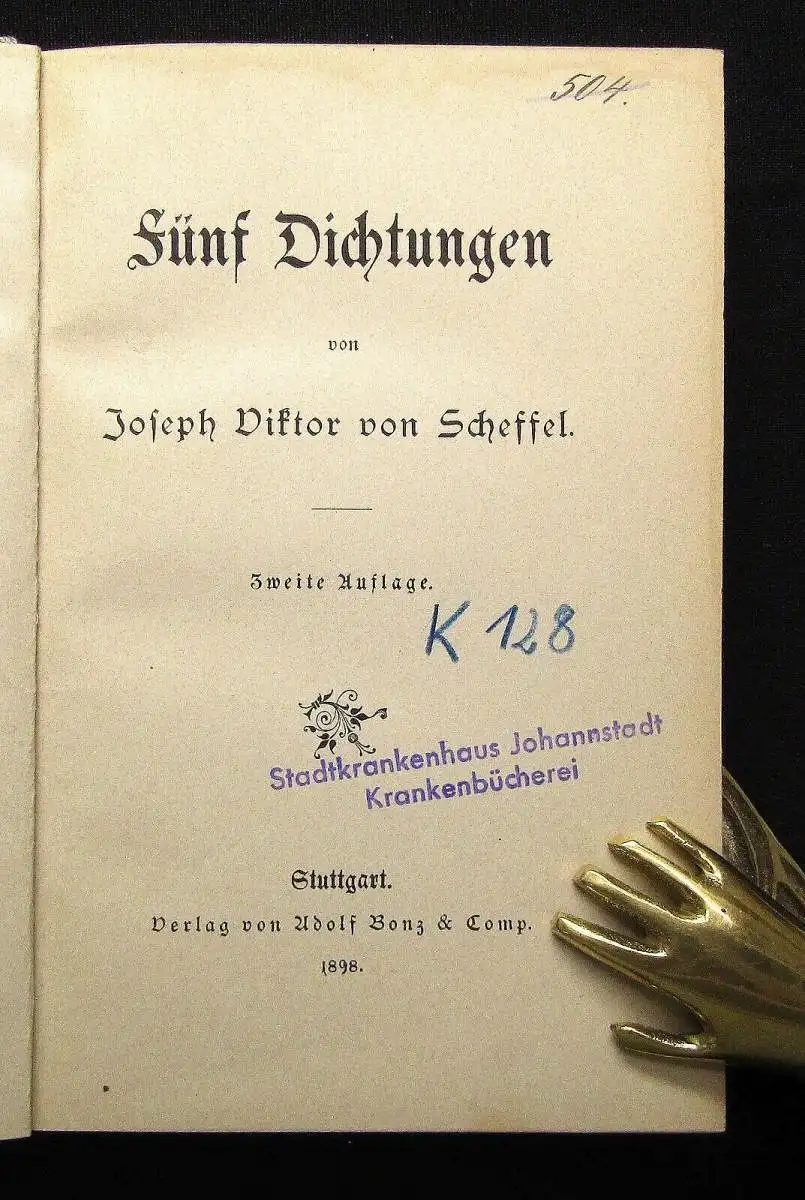 504.
Fünf Dichtungen
von
Joseph Viktor von Scheffel.
Zweite Auflage.
K 128
Stadtkrankenhaus Johannstadt
Krankenbücherei
Stuttgart.
Verlag von Adolf Bonz & Comp.
1898.